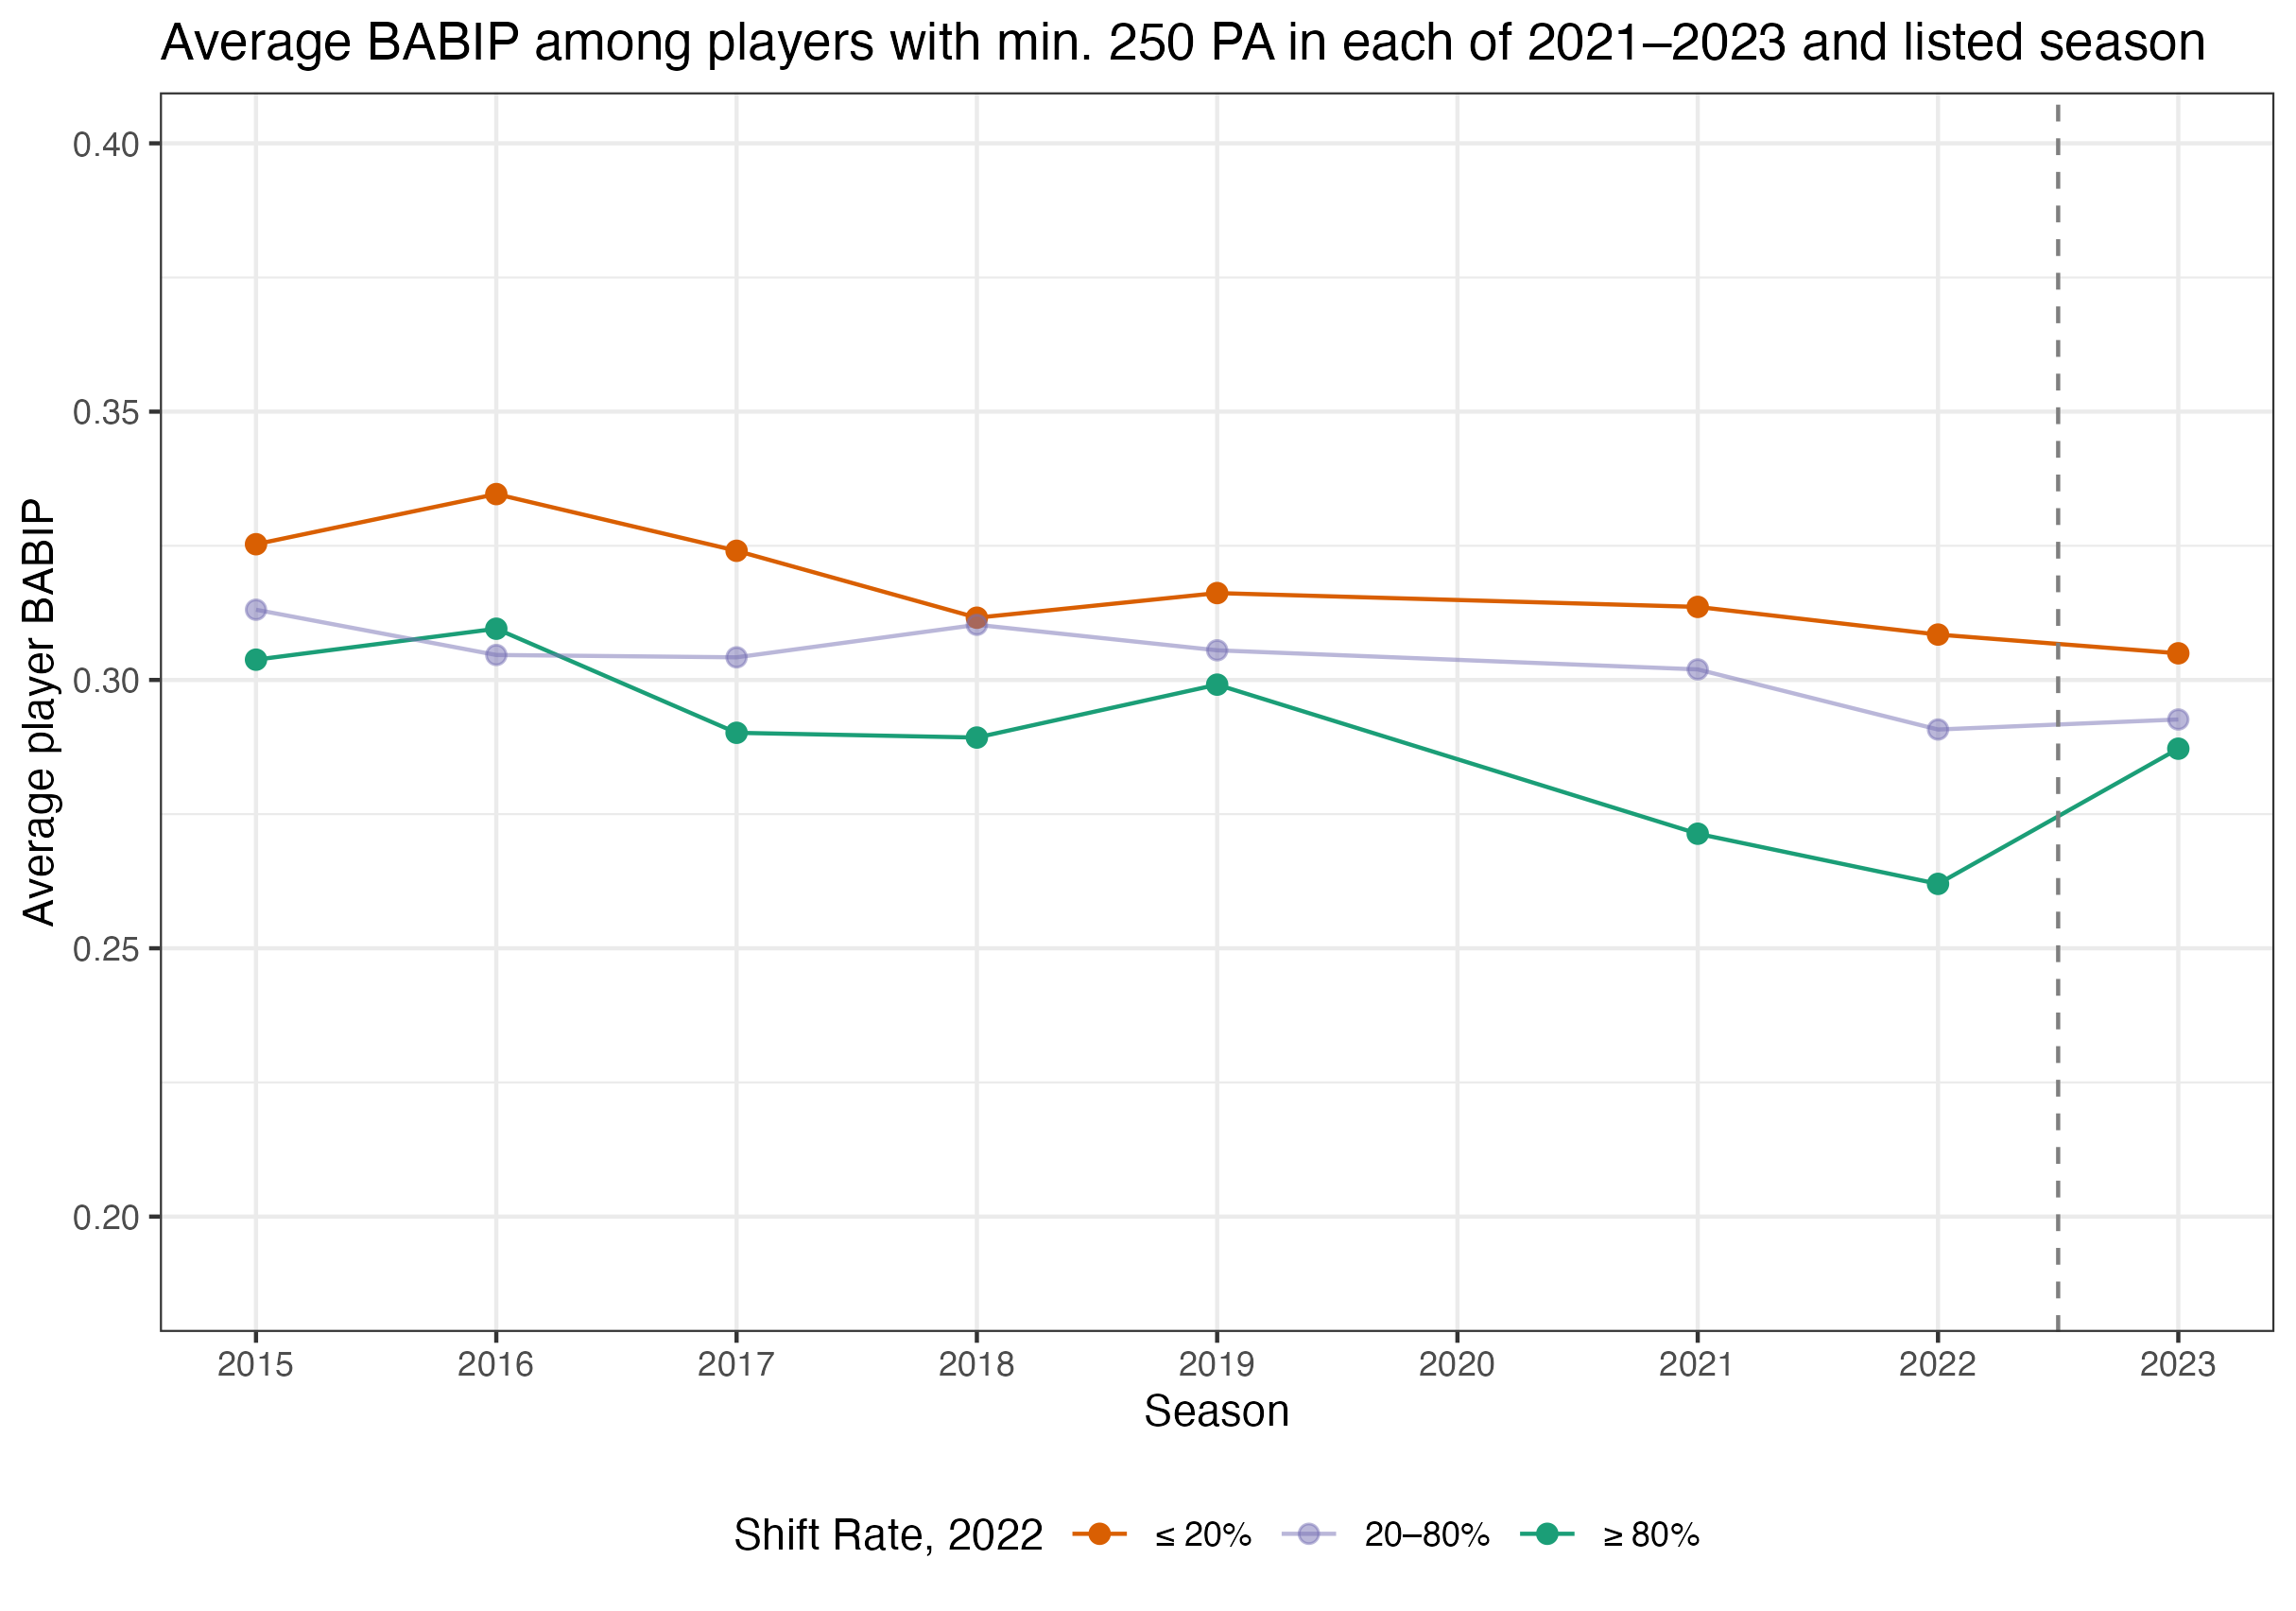 Average BABIP among players with min. 250 PA in each of 2021–2023 and listed season
Average player BABIP
0.40
0.35
0.30
0.25
0.20
2015 2016 2017 2018 2019 2020 2021 2022 2023
Season
Shift Rate, 2022 ≤ 20% 20–80% ≥ 80%